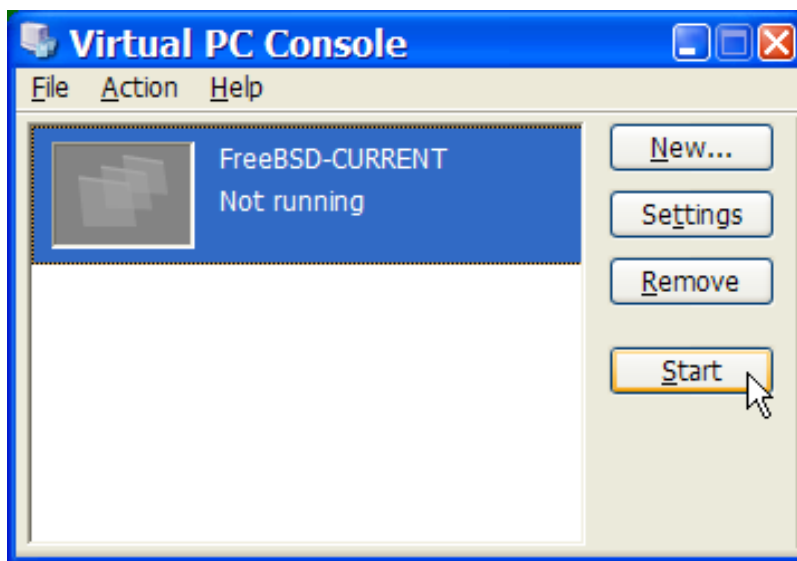 Virtual PC Console
File Action Help
FreeBSD-CURRENT
Not running
New...
Settings
Remove
Start